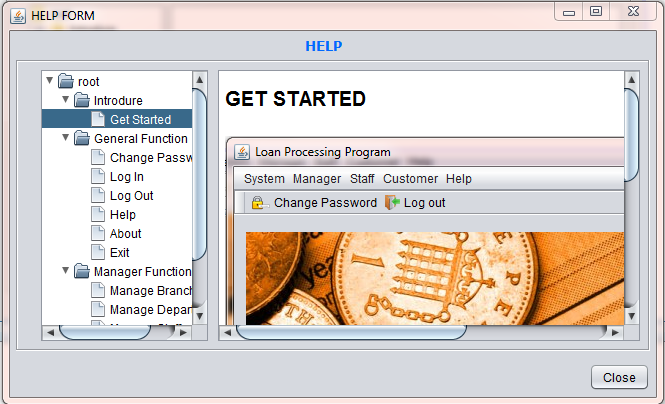 HELP FORM
HELP
root
Introdure
Get Started
General Function
Change Passw
Log In
Log Out
Help
About
Exit
Manager Function
Manage Branch
Manage Depar
GET STARTED
Loan Processing Program
System Manager Staff Customer Help
Change Password Log out
Close